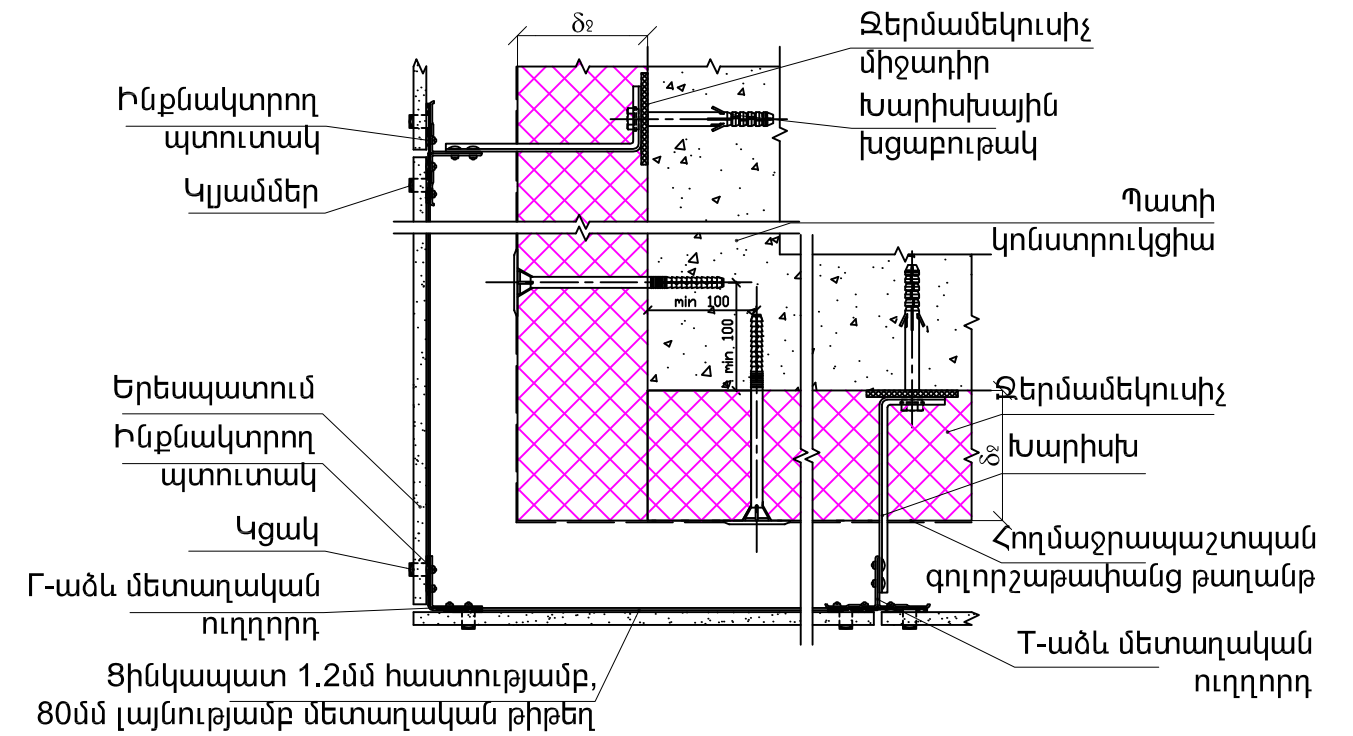 δ₂
Ջերմամեկուսիչ
միջադիր
Ինքնակտրող
պտուտակ
Խարիսխային
խցաբութակ
Կլյամմեր
Պատի
կոնստրուկցիա
min 100
min 100
Երեսպատում
Ջերմամեկուսիչ
Ինքնակտրող
պտուտակ
δ₂
Խարիսխ
Կցակ
Հողմաջրապաշտպան
գոլորշաթափանց թաղանթ
Γ-աձև մետաղական
ուղղորդ
T-աձև մետաղական
ուղղորդ
Ցինկապատ 1.2մմ հաստությամբ,
80մմ լայնությամբ մետաղական թիթեղ